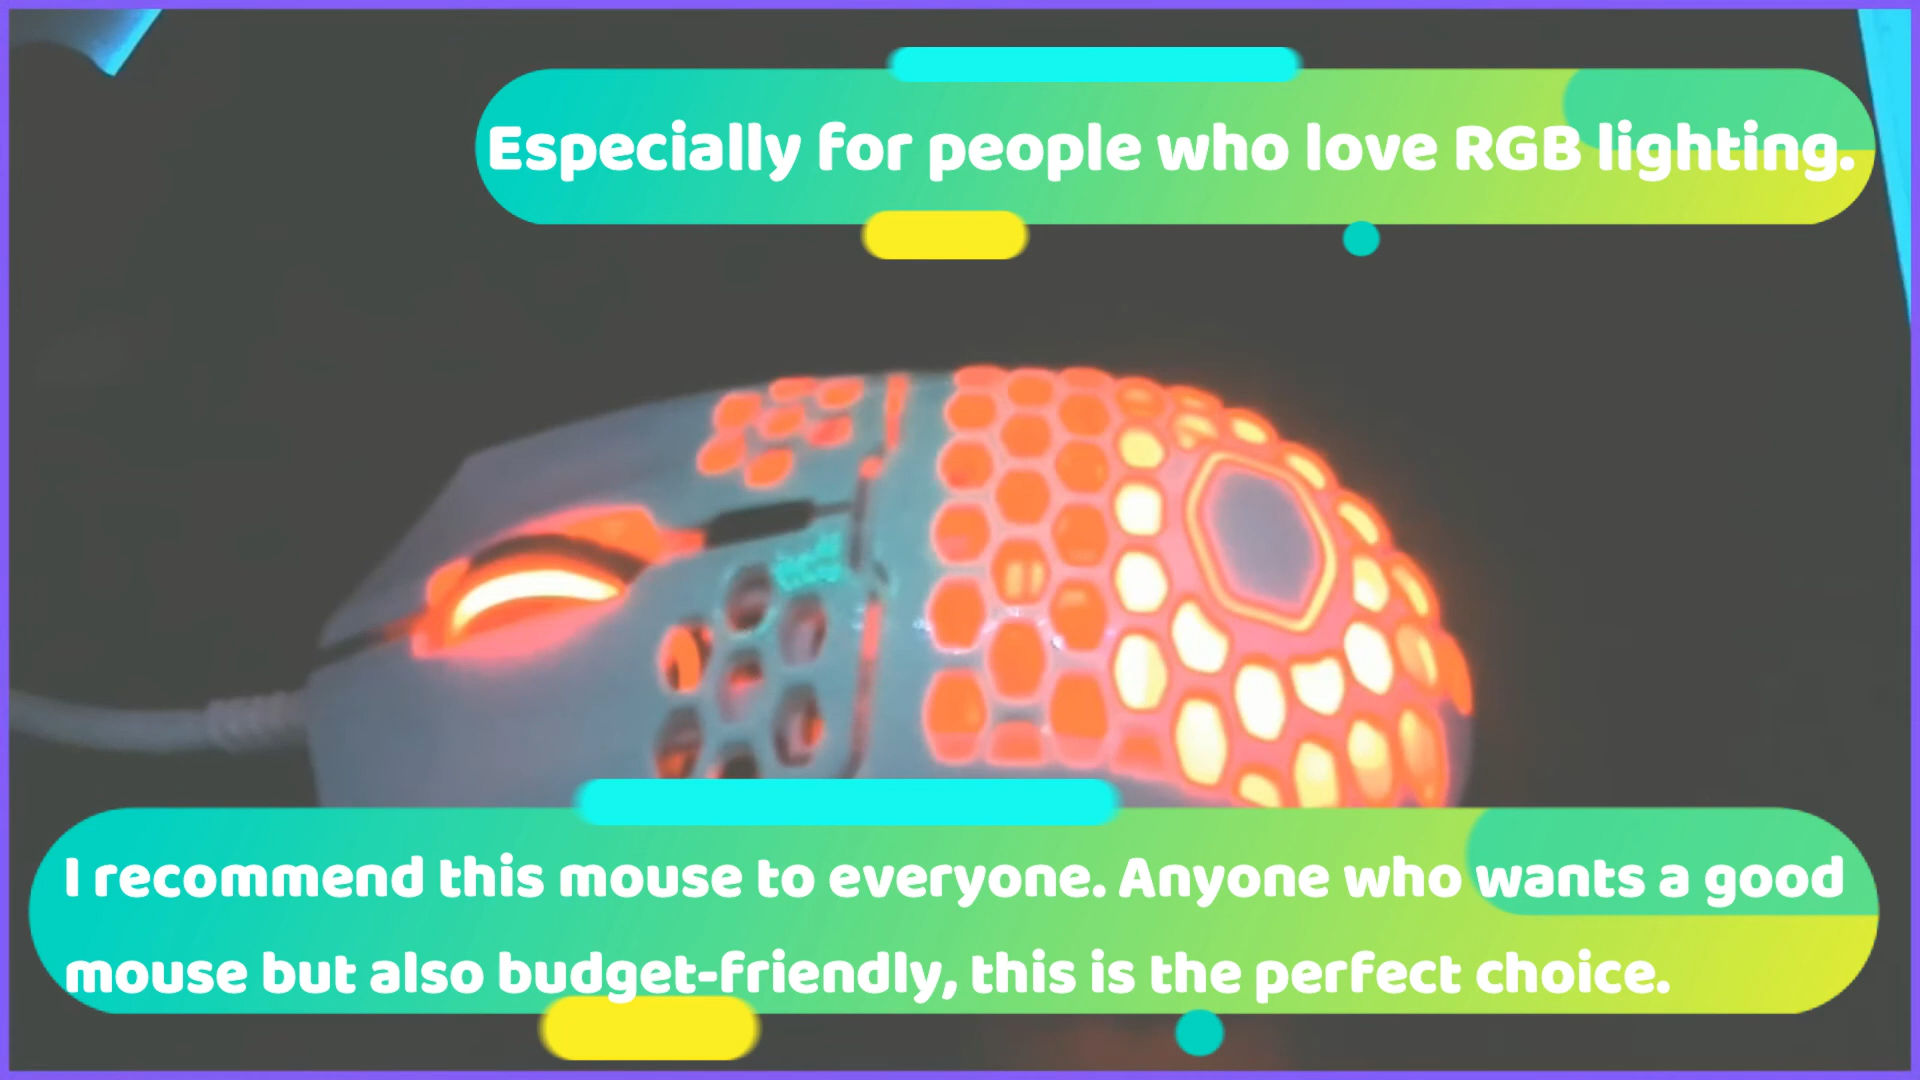 Especially for people who love RGB lighting.
I recommend this mouse to everyone. Anyone who wants a good
mouse but also budget-friendly, this is the perfect choice.